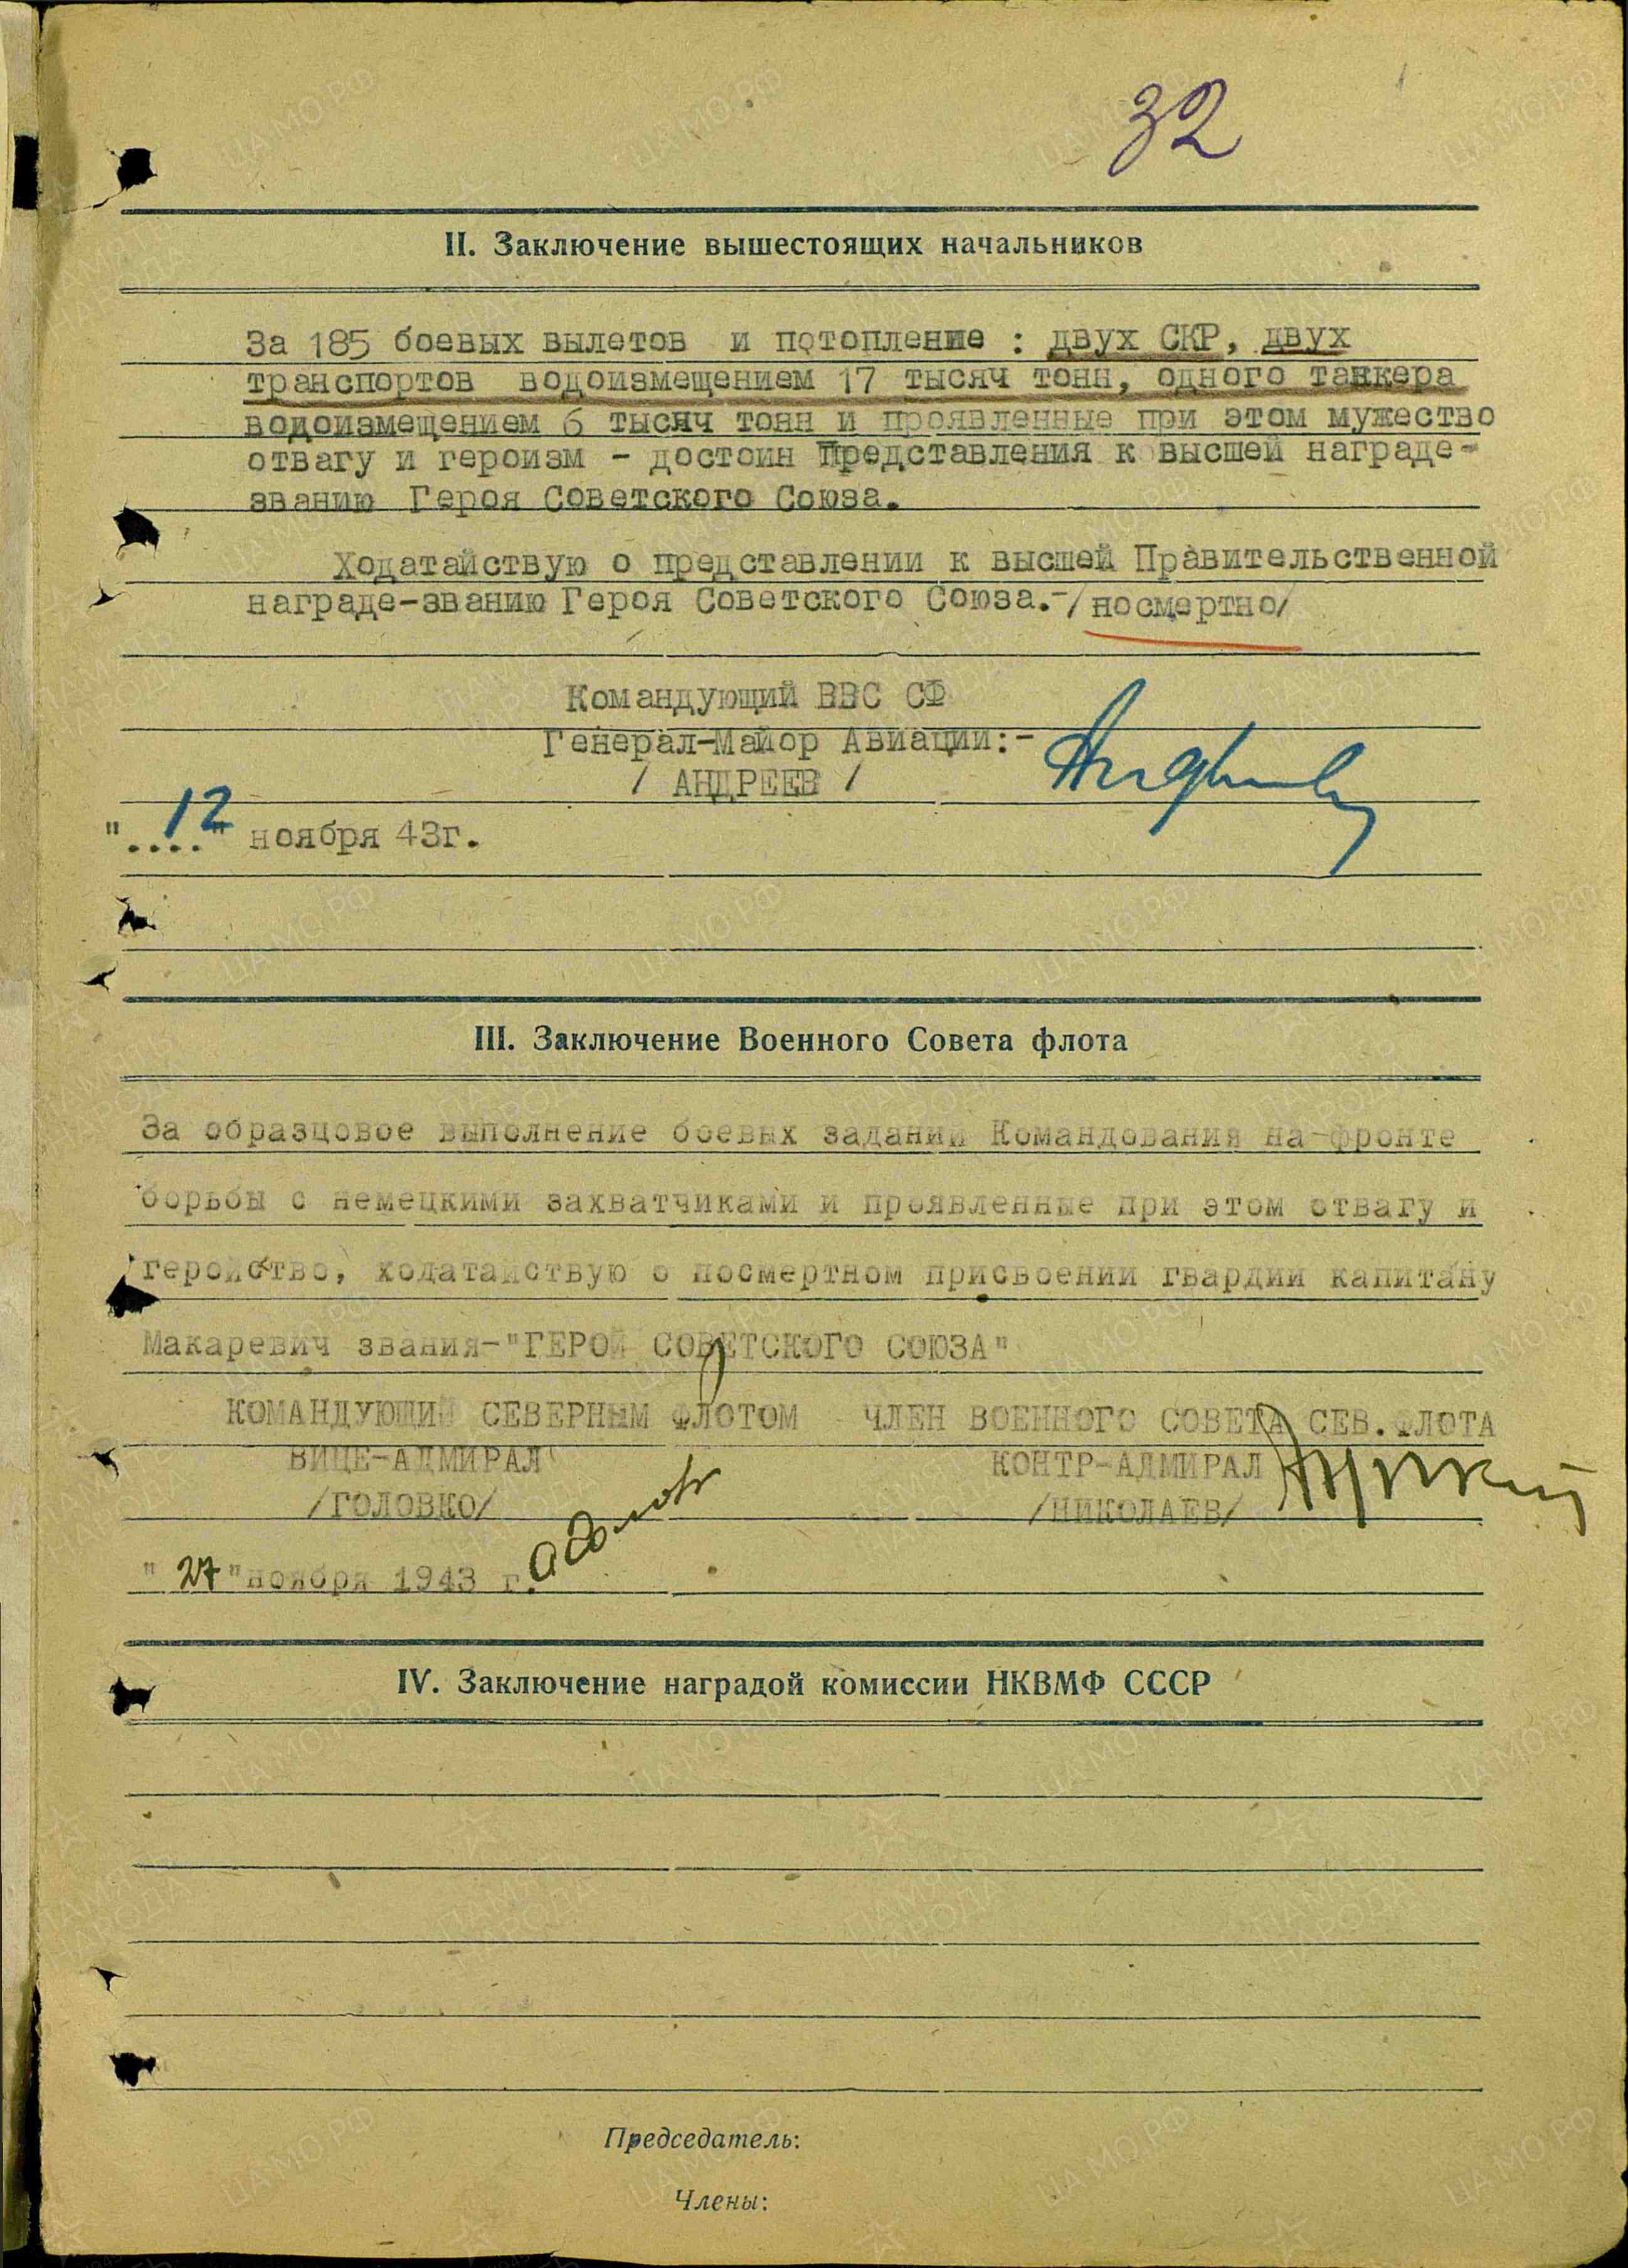 32
II. Заключение вышестоящих начальников
За 185 боевых вылетов и потопление : двух СКР, двух
транспортов водоизмещением 17 тысяч тонн, одного танкера
водоизмещением 6 тысяч тонн и проявленные при этом мужество
отвагу и героизм - достоин Представления к высшей награде-
званию Героя Советского Союза.
Ходатайствую о представлении к высшей Правительственной
награде-званию Героя Советского Союза.-/посмертно/
Командующий ВВС СФ
Генерал-Майор Авиации:-
/ АНДРЕЕВ /
"12" ноября 43г.
III. Заключение Военного Совета флота
За образцовое выполнение боевых заданий Командования на фронте
борьбы с немецкими захватчиками и проявленные при этом отвагу и
геройство, ходатайствую о посмертном присвоении гвардии капитану
Макаревич звания-"ГЕРОЙ СОВЕТСКОГО СОЮЗА"
КОМАНДУЮЩИЙ СЕВЕРНЫМ ФЛОТОМ ЧЛЕН ВОЕННОГО СОВЕТА СЕВ.ФЛОТА
ВИЦЕ-АДМИРАЛ КОНТР-АДМИРАЛ
/ГОЛОВКО/ /НИКОЛАЕВ/
"27"ноября 1943 г.
IV. Заключение наградой комиссии НКВМФ СССР
Председатель:
Члены: